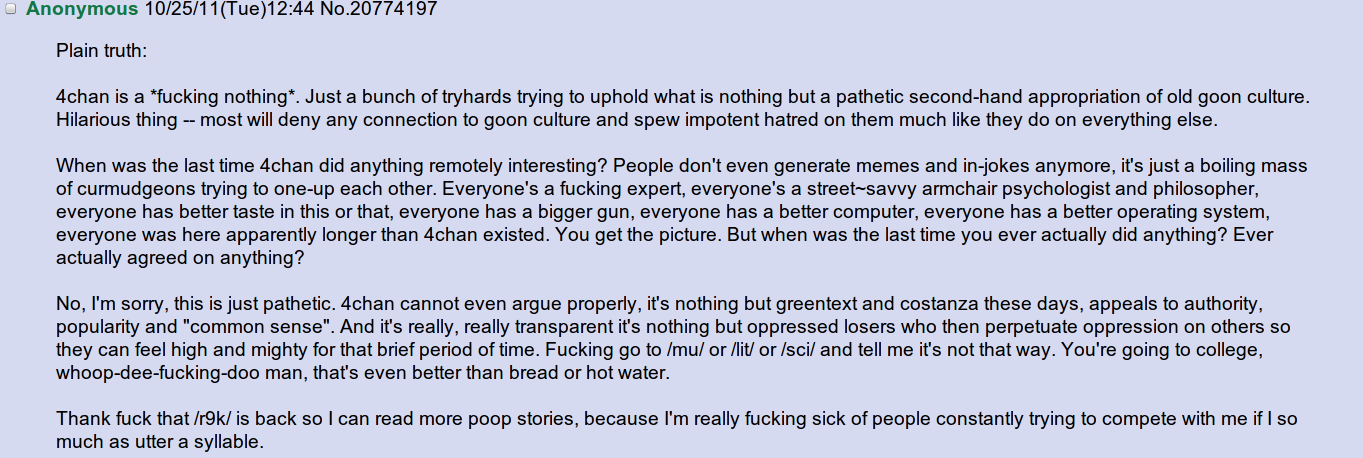 Anonymous 10/25/11(Tue)12:44 No.20774197
Plain truth:
4chan is a *fucking nothing*. Just a bunch of tryhards trying to uphold what is nothing but a pathetic second-hand appropriation of old goon culture.
Hilarious thing -- most will deny any connection to goon culture and spew impotent hatred on them much like they do on everything else.
When was the last time 4chan did anything remotely interesting? People don't even generate memes and in-jokes anymore, it's just a boiling mass
of curmudgeons trying to one-up each other. Everyone's a fucking expert, everyone's a street~savvy armchair psychologist and philosopher,
everyone has better taste in this or that, everyone has a bigger gun, everyone has a better computer, everyone has a better operating system,
everyone was here apparently longer than 4chan existed. You get the picture. But when was the last time you ever actually did anything? Ever
actually agreed on anything?
No, I'm sorry, this is just pathetic. 4chan cannot even argue properly, it's nothing but greentext and costanza these days, appeals to authority,
popularity and "common sense". And it's really, really transparent it's nothing but oppressed losers who then perpetuate oppression on others so
they can feel high and mighty for that brief period of time. Fucking go to /mu/ or /lit/ or /sci/ and tell me it's not that way. You're going to college,
whoop-dee-fucking-doo man, that's even better than bread or hot water.
Thank fuck that /r9k/ is back so I can read more poop stories, because I'm really fucking sick of people constantly trying to compete with me if I so
much as utter a syllable.